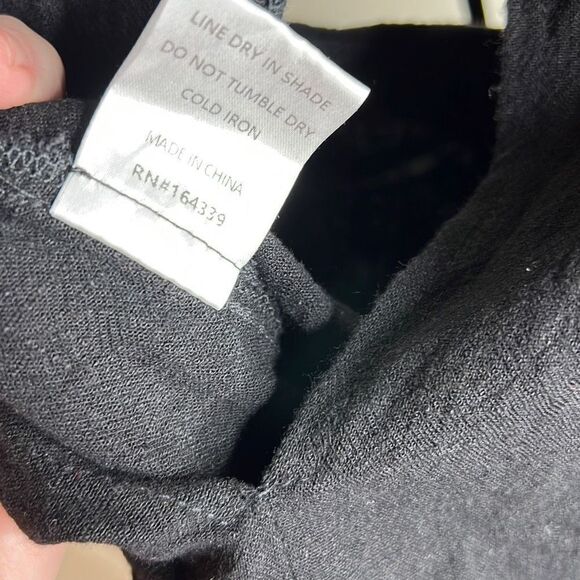 LINE DRY IN SHADE
DO NOT TUMBLE DRY
COLD IRON
MADE IN CHINA
RN#164339